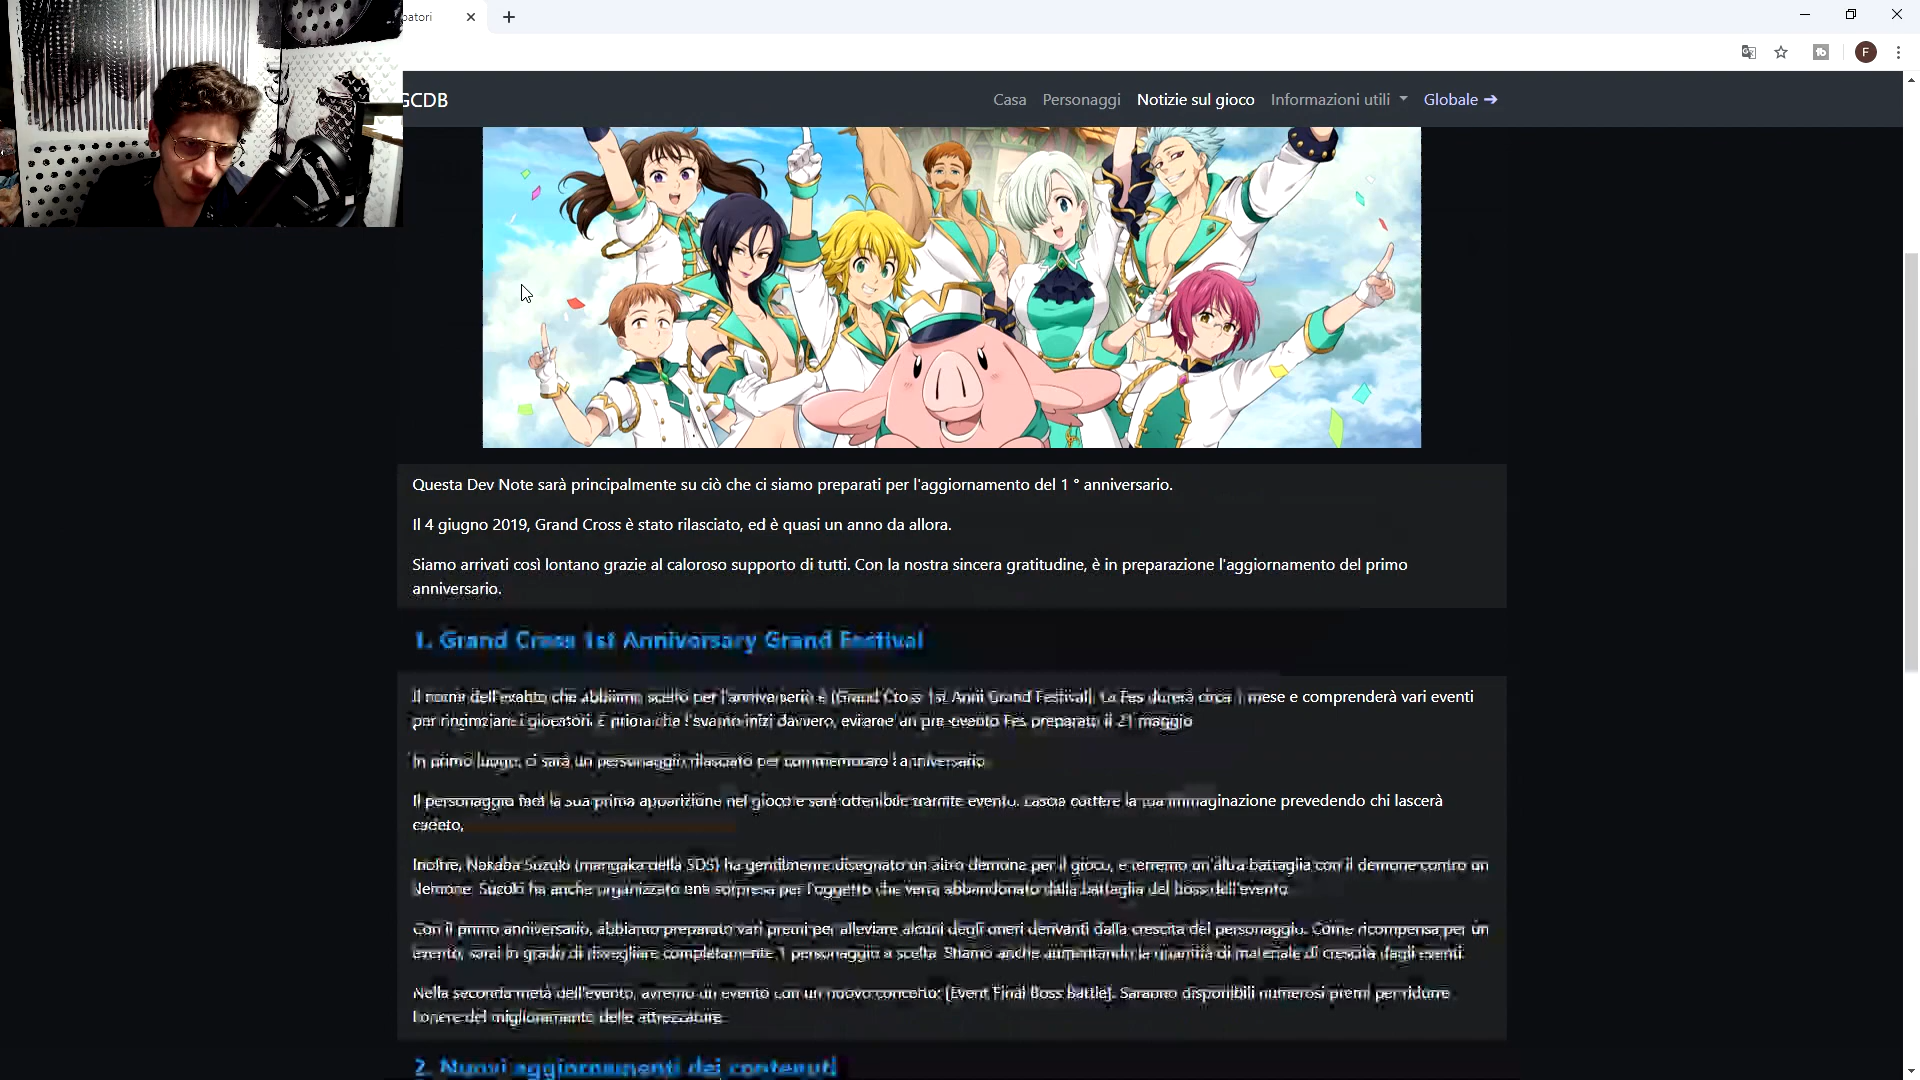 patori
F
GCDB
Casa Personaggi Notizie sul gioco Informazioni utili Globale →
Questa Dev Note sarà principalmente su ciò che ci siamo preparati per l'aggiornamento del 1 ° anniversario.
Il 4 giugno 2019, Grand Cross è stato rilasciato, ed è quasi un anno da allora.
Siamo arrivati così lontano grazie al caloroso supporto di tutti. Con la nostra sincera gratitudine, è in preparazione l'aggiornamento del primo
anniversario.
1. Grand Cross 1st Anniversary Grand Festival
Il nome dell'evento che abbiamo scelto per l'anniversario è [Grand Cross 1st Anni Grand Festival]. La Fes durerà circa 1 mese e comprenderà vari eventi
per ringraziare i giocatori. E prima che l'evento inizi davvero, avremo un pre-evento Fes preparato il 21 maggio
In primo luogo, ci sarà un personaggio rilasciato per commemorare l'anniversario.
Il personaggio farà la sua prima apparizione nel gioco e sarà ottenibile tramite evento. Lascia correre la tua immaginazione prevedendo chi lascerà
evento,
Inoltre, Nakaba Suzuki (mangaka della SDS) ha gentilmente disegnato un altro demone per il gioco, e terremo un'altra battaglia con il demone contro un
demone. Suzuki ha anche organizzato una sorpresa per l'oggetto che verrà abbandonato dalla battaglia del boss dell'evento.
Con il primo anniversario, abbiamo preparato vari premi per alleviare alcuni degli oneri derivanti dalla crescita del personaggio. Come ricompensa per un
evento, sarai in grado di risvegliare completamente 1 personaggio a scelta. Stiamo anche aumentando la quantità di materiale di crescita dagli eventi.
Nella seconda metà dell'evento, avremo un evento con un nuovo concetto: [Event Final Boss Battle]. Saranno disponibili numerosi premi per ridurre
l'onere del miglioramento delle attrezzature.
2. Nuovi aggiornamenti dei contenuti